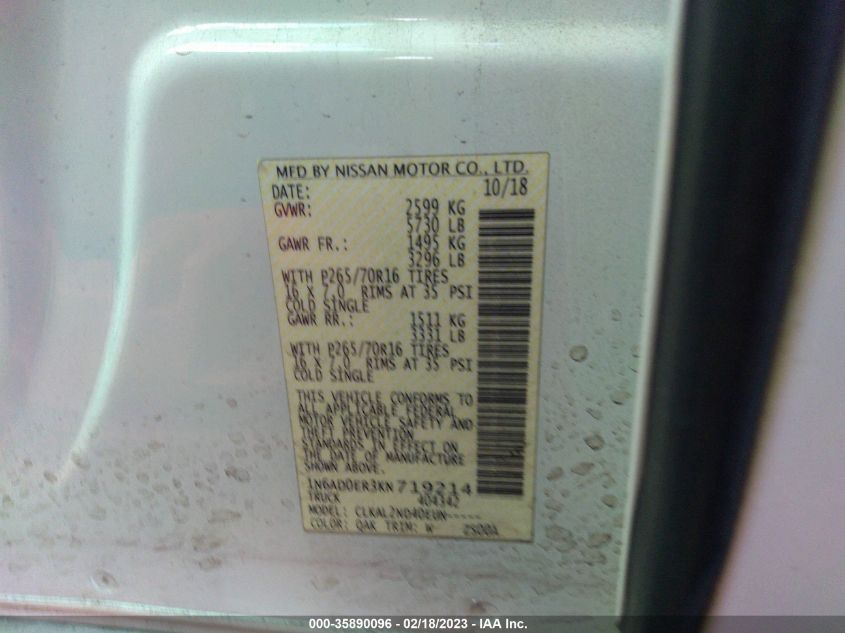 MFD BY NISSAN MOTOR CO., LTD.
DATE: 10/18
GVWR: 2599 KG
5730 LB
GAWR FR.: 1495 KG
3296 LB
WITH P265/70R16 TIRES
16 X 7.0 RIMS AT 35 PSI
COLD SINGLE
GAWR RR.: 1511 KG
3331 LB
WITH P265/70R16 TIRES
16 X 7.0 RIMS AT 35 PSI
COLD SINGLE
THIS VEHICLE CONFORMS TO
ALL APPLICABLE FEDERAL
MOTOR VEHICLE SAFETY AND
THEFT PREVENTION
STANDARDS IN EFFECT ON
THE DATE OF MANUFACTURE
SHOWN ABOVE.
1N6AD0ER3KN719214
TRUCK 404342
MODEL: CLKAL2N040EUN-----
COLOR: QAK TRIM: W 2SD0A
000-35890096 - 02/18/2023 - IAA Inc.